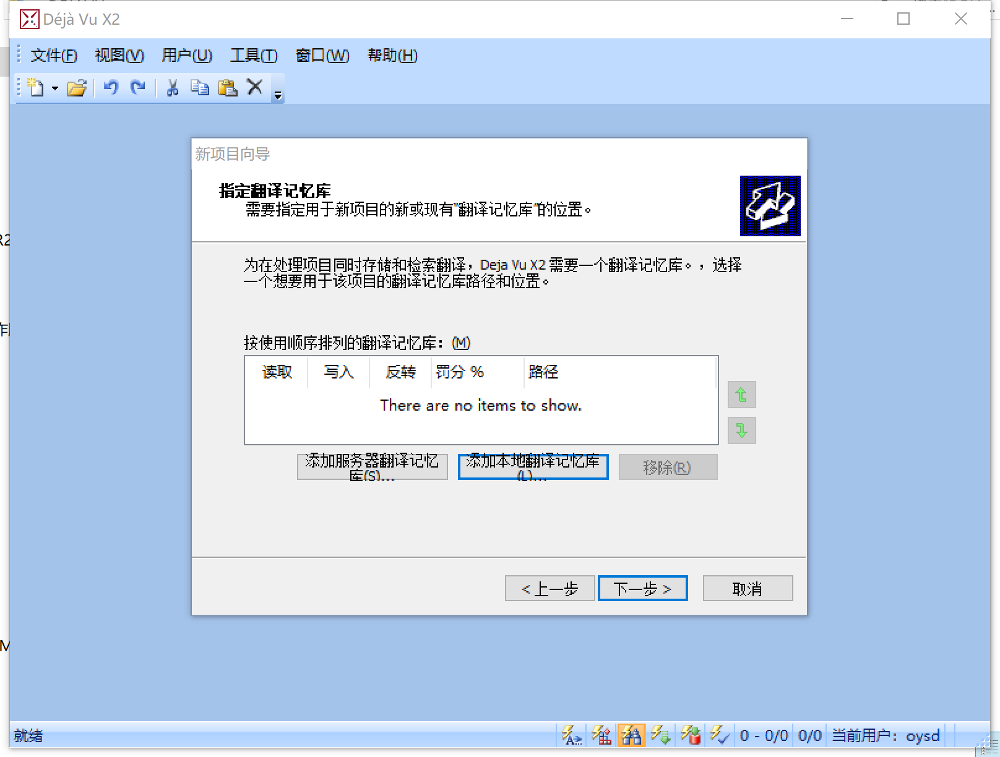 Déjà Vu X2
文件(F) 视图(V) 用户(U) 工具(T) 窗口(W) 帮助(H)
新项目向导
指定翻译记忆库
需要指定用于新项目的新或现有"翻译记忆库"的位置。
为在处理项目同时存储和检索翻译，Deja Vu X2 需要一个翻译记忆库。，选择
一个想要用于该项目的翻译记忆库路径和位置。
按使用顺序排列的翻译记忆库：(M)
读取 写入 反转 罚分 % 路径
There are no items to show.
添加服务器翻译记忆
库(S)...
添加本地翻译记忆库
(L)...
移除(R)
< 上一步 下一步 > 取消
就绪 0 - 0/0 0/0 当前用户：oysd